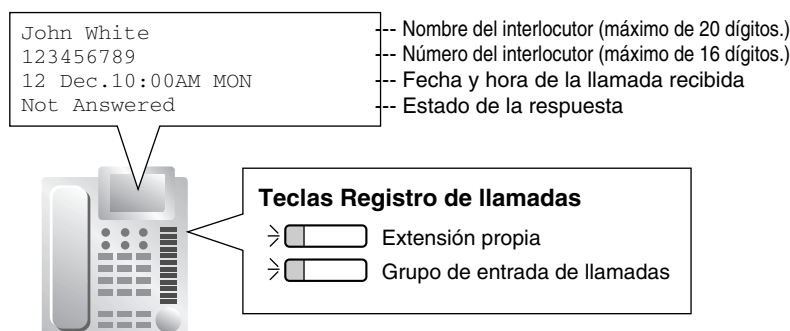 John White
--- Nombre del interlocutor (máximo de 20 dígitos.)
123456789
--- Número del interlocutor (máximo de 16 dígitos.)
12 Dec.10:00AM MON
--- Fecha y hora de la llamada recibida
Not Answered
--- Estado de la respuesta
Teclas Registro de llamadas
Extensión propia
Grupo de entrada de llamadas